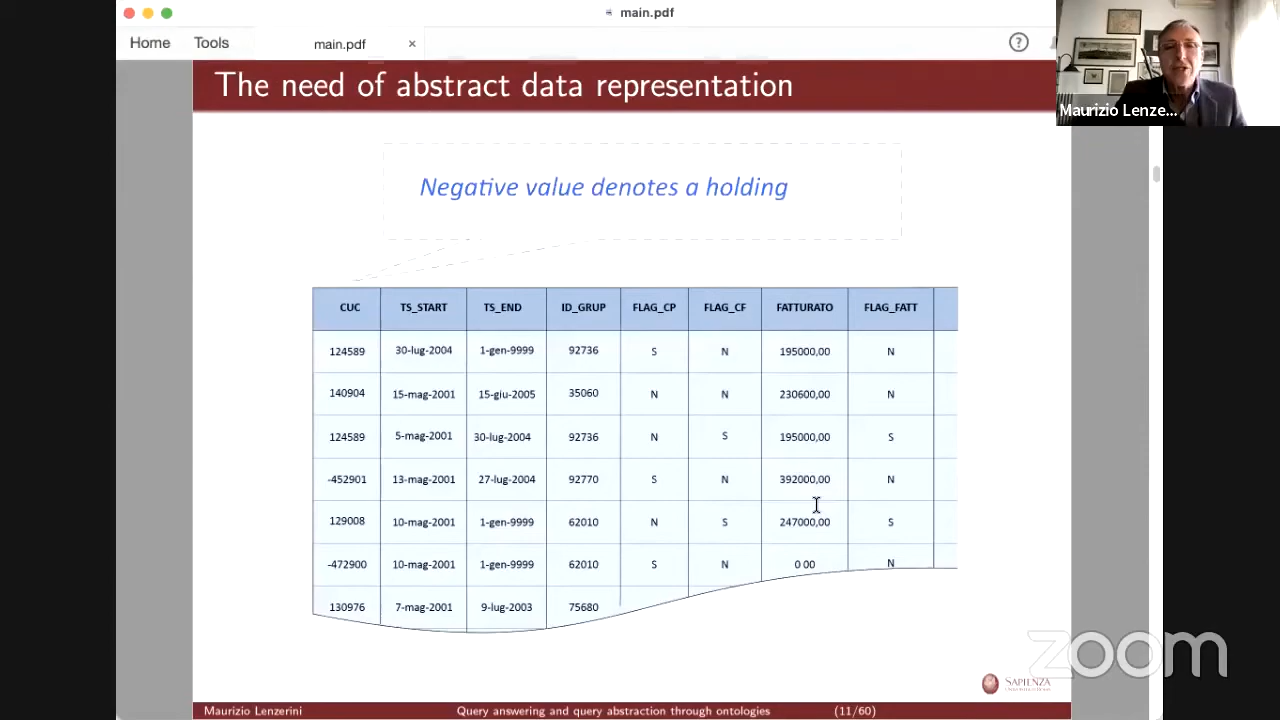 main.pdf
Home Tools main.pdf × ?
The need of abstract data representation
Maurizio Lenze...
Negative value denotes a holding
CUC TS_START TS_END ID_GRUP FLAG_CP FLAG_CF FATTURATO FLAG_FATT
124589 30-lug-2004 1-gen-9999 92736 S N 195000,00 N
140904 15-mag-2001 15-giu-2005 35060 N N 230600,00 N
124589 5-mag-2001 30-lug-2004 92736 N S 195000,00 S
-452901 13-mag-2001 27-lug-2004 92770 S N 392000,00 N
129008 10-mag-2001 1-gen-9999 62010 N S 247000,00 S
-472900 10-mag-2001 1-gen-9999 62010 S N 0 00 N
130976 7-mag-2001 9-lug-2003 75680
zoom
SAPIENZA
Maurizio Lenzerini Query answering and query abstraction through ontologies (11/60)